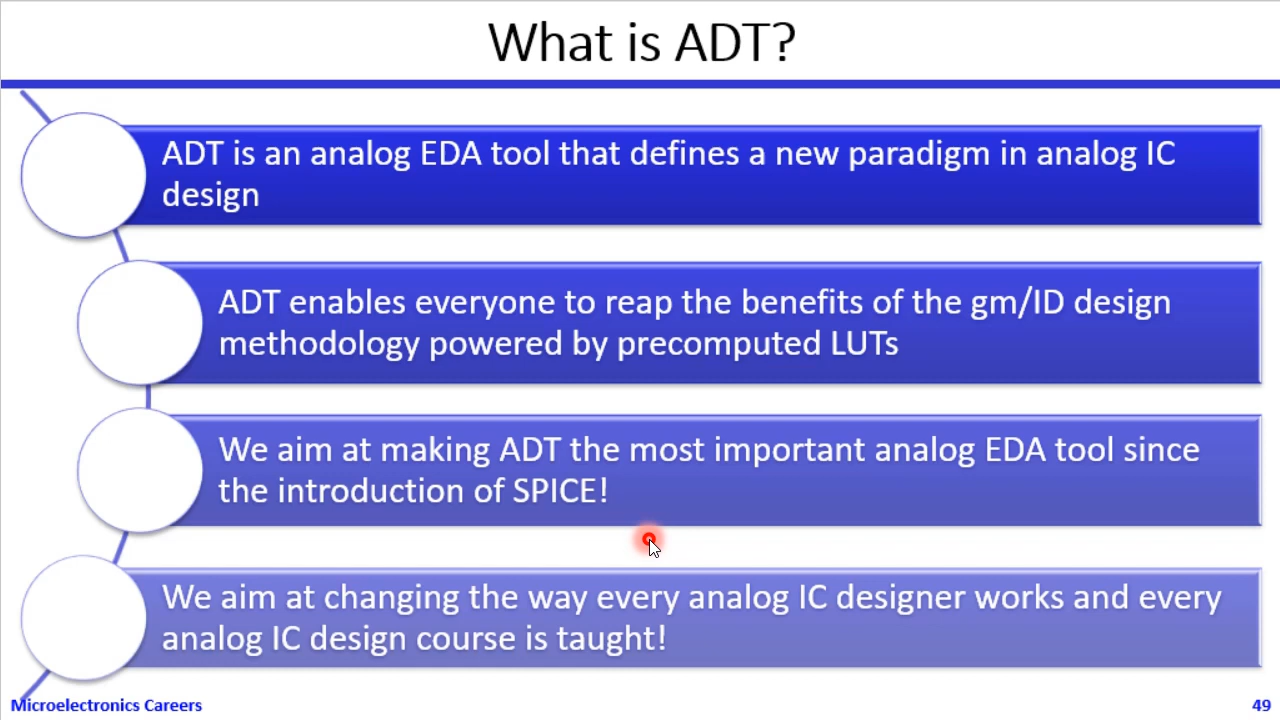 What is ADT?
ADT is an analog EDA tool that defines a new paradigm in analog IC
design
ADT enables everyone to reap the benefits of the gm/ID design
methodology powered by precomputed LUTs
We aim at making ADT the most important analog EDA tool since
the introduction of SPICE!
We aim at changing the way every analog IC designer works and every
analog IC design course is taught!
Microelectronics Careers
49